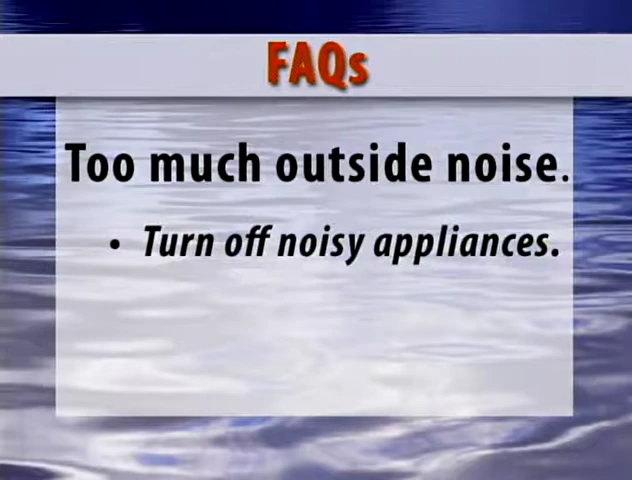 FAQs
Too much outside noise.
• Turn off noisy appliances.